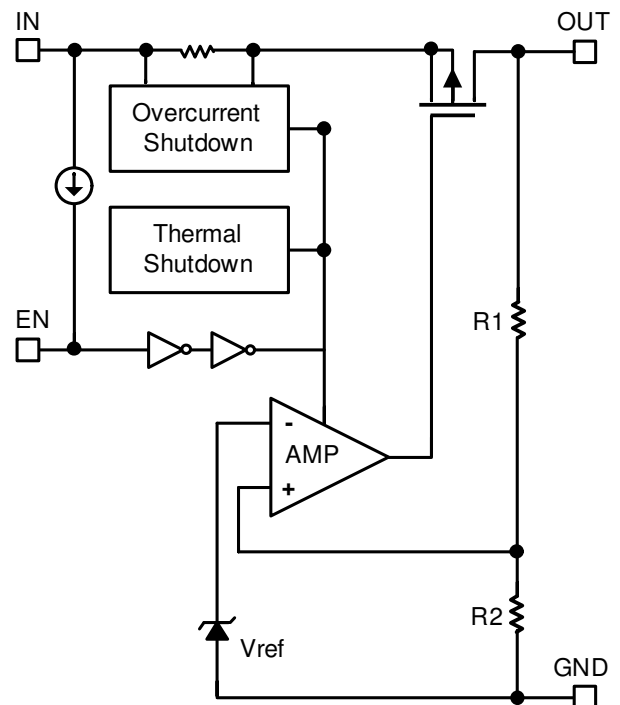 IN
OUT
Overcurrent
Shutdown
Thermal
Shutdown
EN
R1
-
AMP
+
R2
Vref
GND